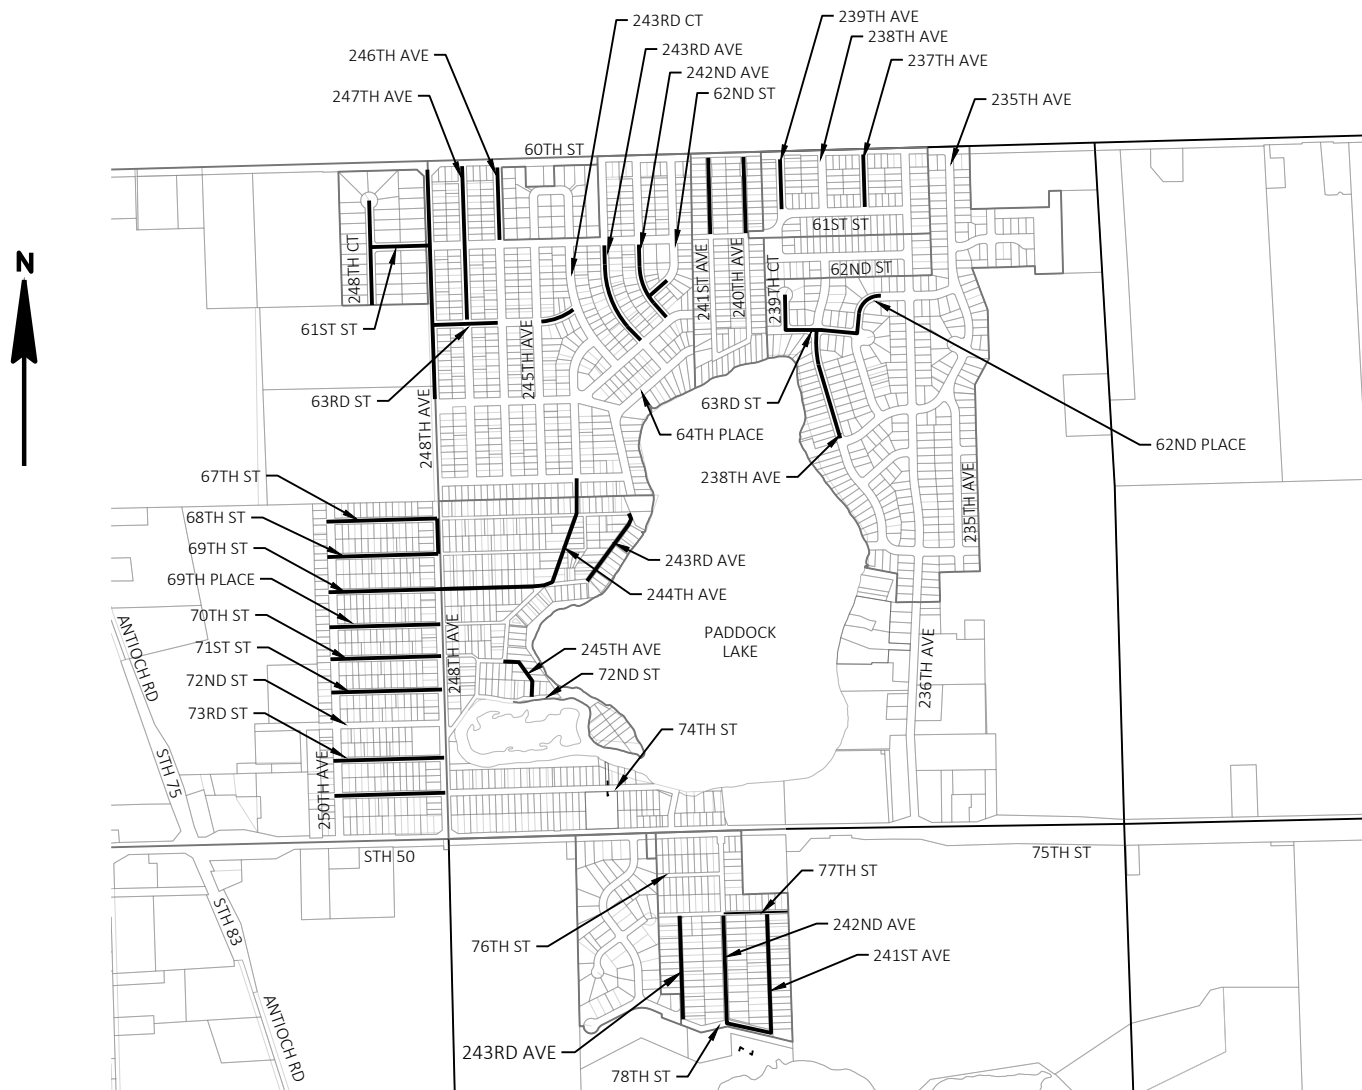 243RD CT
239TH AVE
238TH AVE
246TH AVE
243RD AVE
237TH AVE
242ND AVE
247TH AVE
62ND ST
235TH AVE
60TH ST
61ST ST
N
248TH CT
241ST AVE
240TH AVE
239TH CT
62ND ST
61ST ST
245TH AVE
63RD ST
63RD ST
248TH AVE
64TH PLACE
62ND PLACE
67TH ST
238TH AVE
235TH AVE
68TH ST
69TH ST
243RD AVE
69TH PLACE
244TH AVE
70TH ST
ANTIOCH RD
248TH AVE
PADDOCK
LAKE
71ST ST
245TH AVE
236TH AVE
72ND ST
72ND ST
73RD ST
74TH ST
STH 75
250TH AVE
STH 50
75TH ST
77TH ST
STH 83
76TH ST
242ND AVE
241ST AVE
ANTIOCH RD
243RD AVE
78TH ST